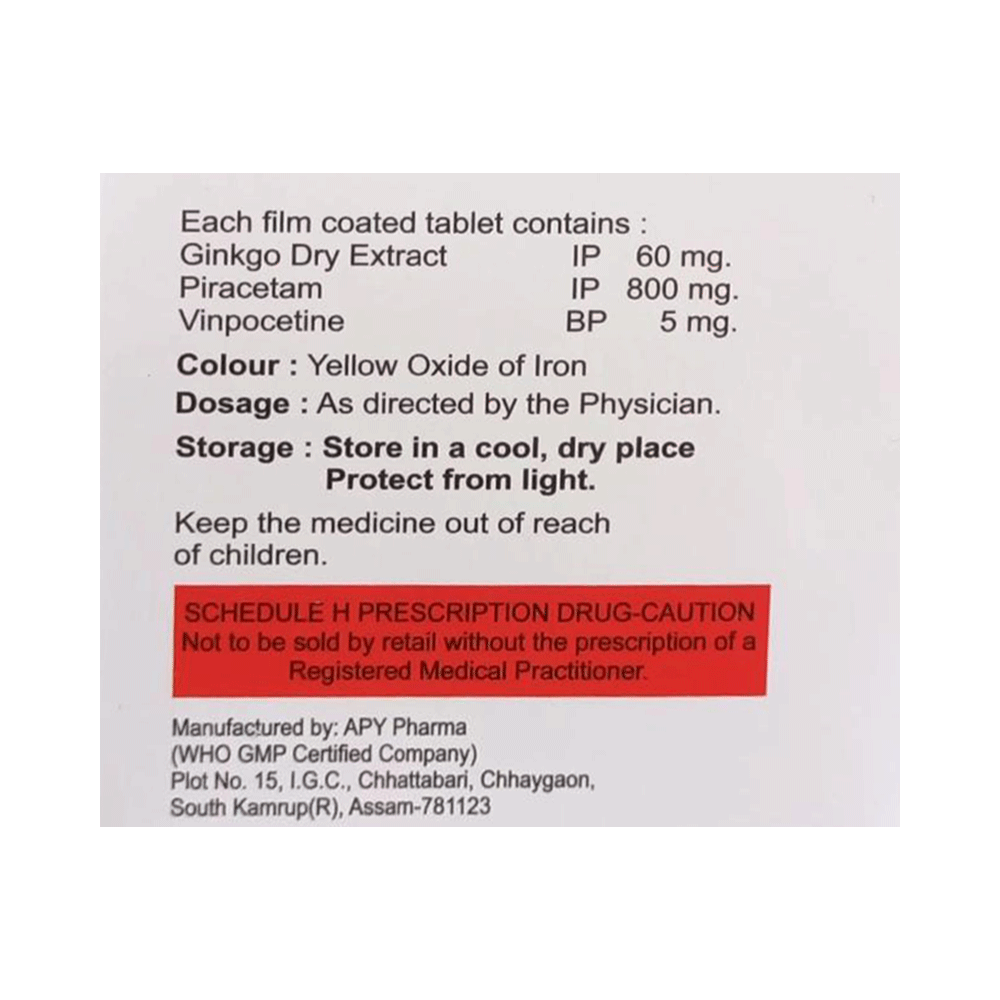 Each film coated tablet contains :
Ginkgo Dry Extract IP 60 mg.
Piracetam IP 800 mg.
Vinpocetine BP 5 mg.
Colour : Yellow Oxide of Iron
Dosage : As directed by the Physician.
Storage : Store in a cool, dry place
Protect from light.
Keep the medicine out of reach
of children.
SCHEDULE H PRESCRIPTION DRUG-CAUTION
Not to be sold by retail without the prescription of a
Registered Medical Practitioner.
Manufactured by: APY Pharma
(WHO GMP Certified Company)
Plot No. 15, I.G.C., Chhattabari, Chhaygaon,
South Kamrup(R), Assam-781123